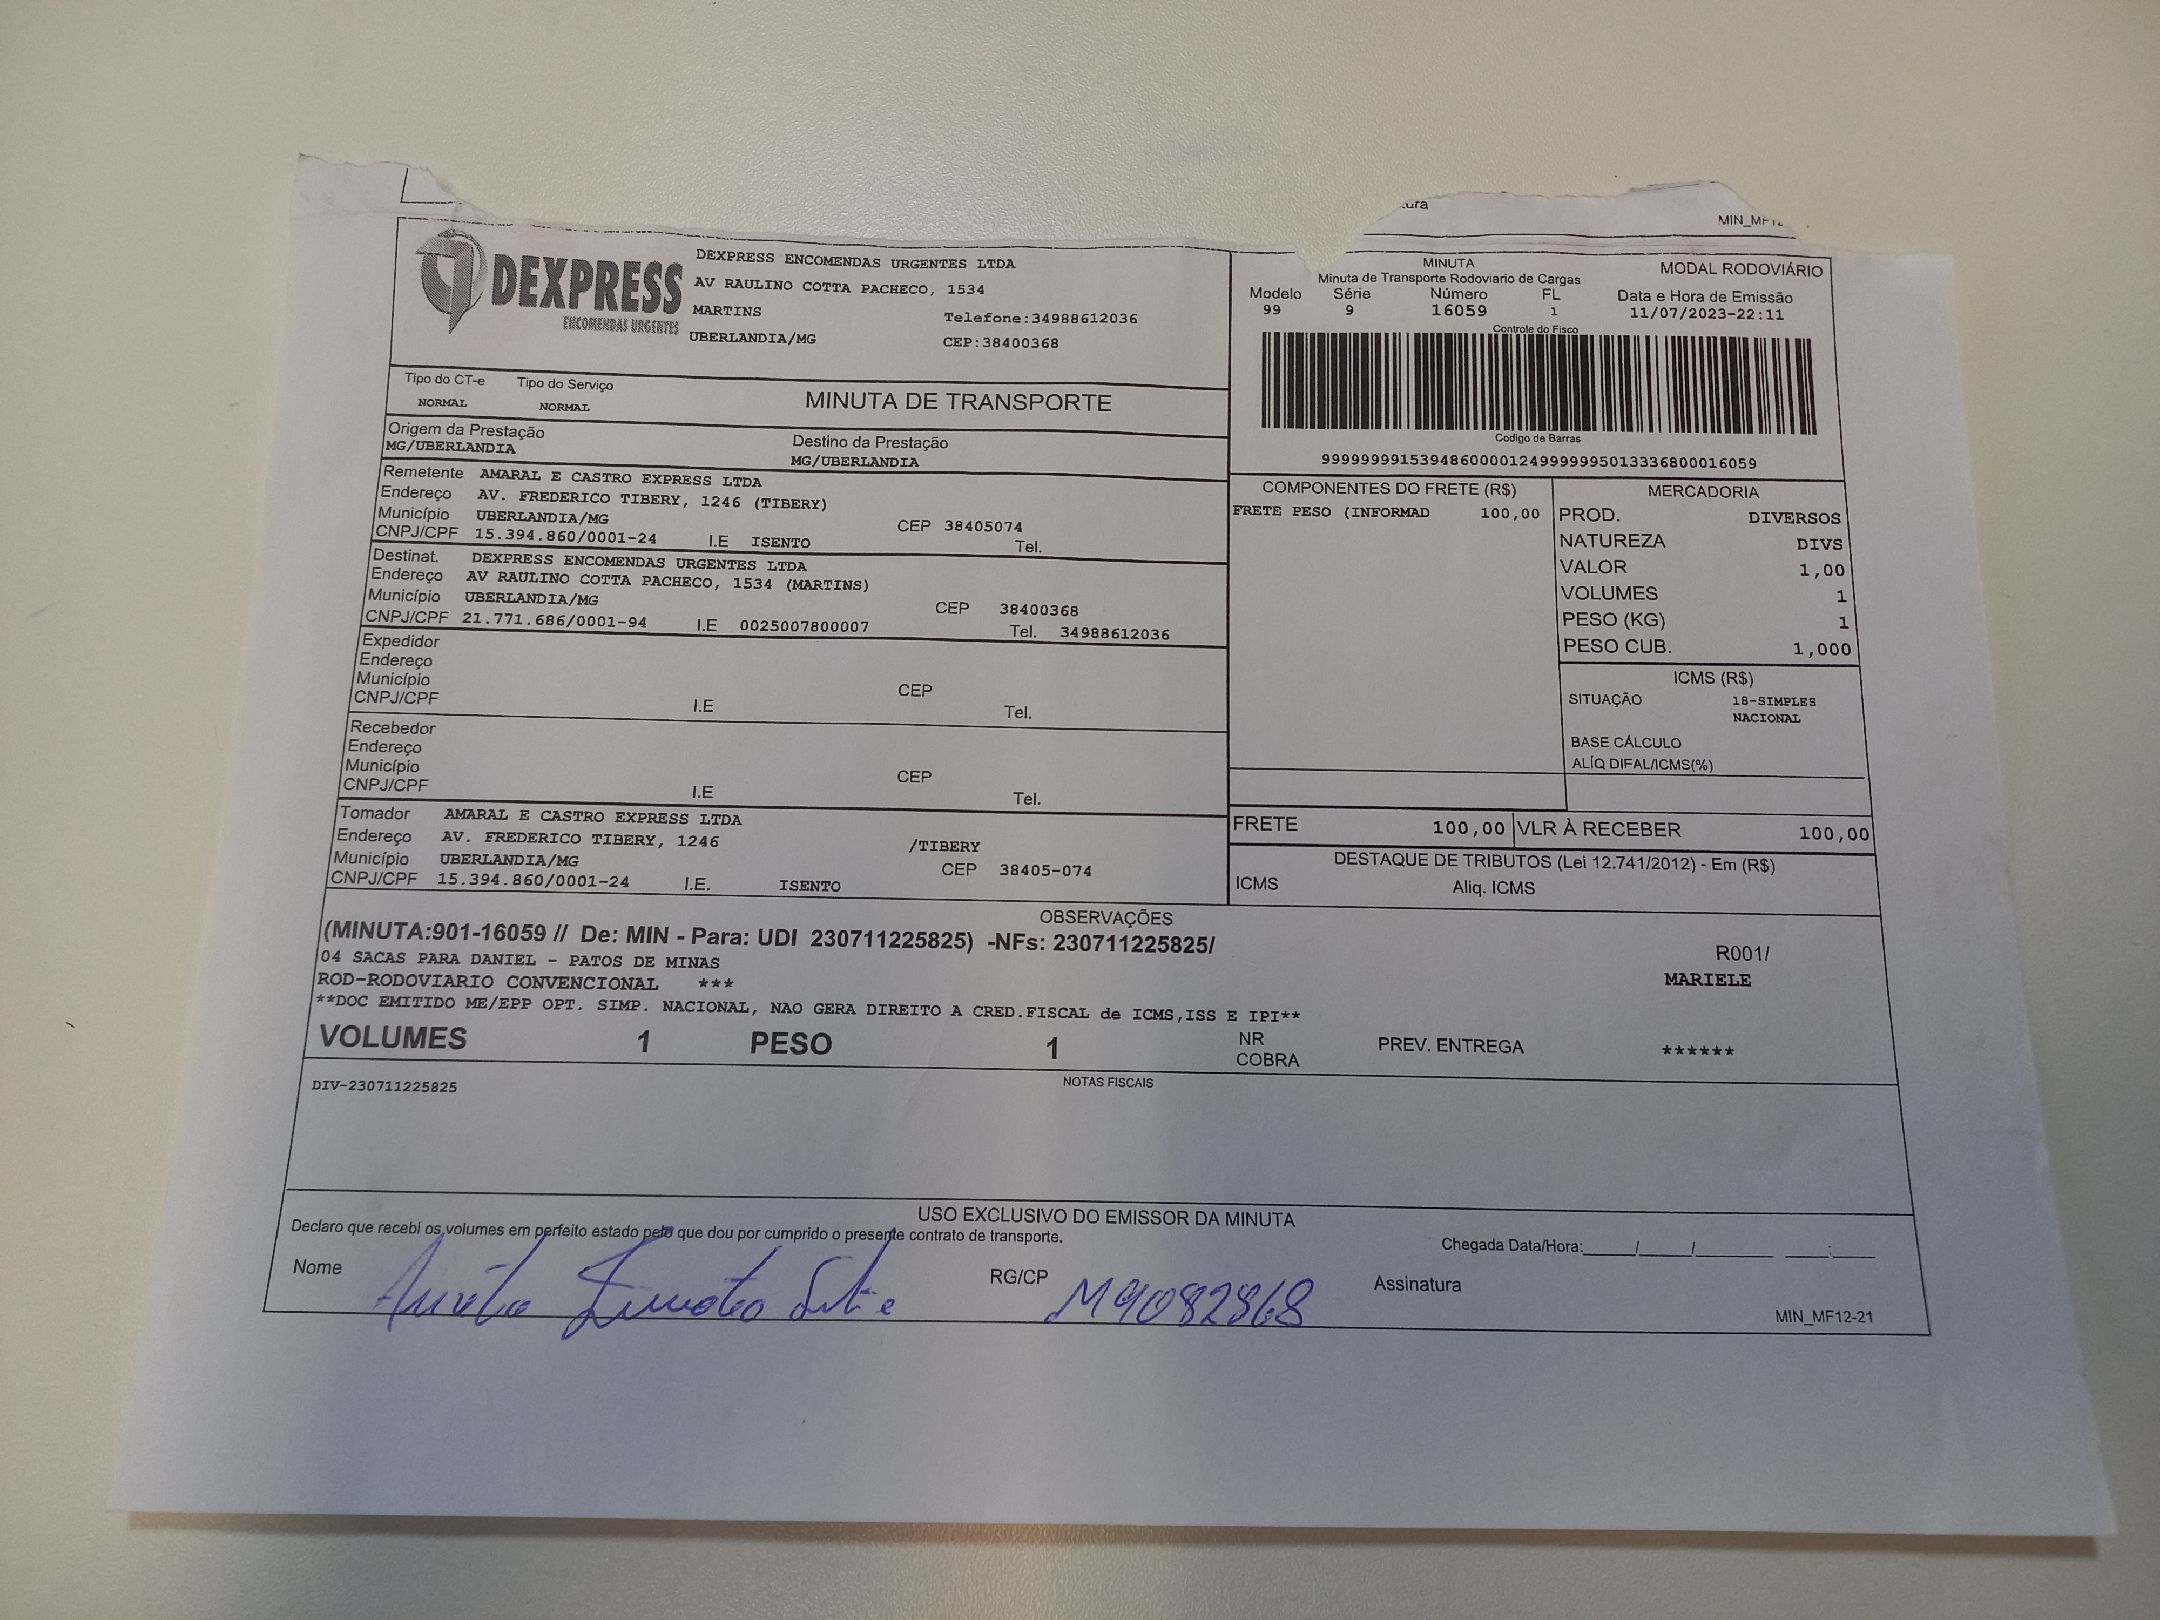 ura
MIN_MF12
DEXPRESS
ENCOMENDAS URGENTES
DEXPRESS ENCOMENDAS URGENTES LTDA
AV RAULINO COTTA PACHECO, 1534
MARTINS
Telefone:34988612036
UBERLANDIA/MG
CEP:38400368
MINUTA
MODAL RODOVIÁRIO
Minuta de Transporte Rodoviario de Cargas
Modelo Série Número FL Data e Hora de Emissão
99 9 16059 1 11/07/2023-22:11
Controle do Fisco
Codigo de Barras
999999991539486000012499999995013336800016059
Tipo do CT-e Tipo do Serviço
NORMAL NORMAL
MINUTA DE TRANSPORTE
Origem da Prestação Destino da Prestação
MG/UBERLANDIA MG/UBERLANDIA
Remetente AMARAL E CASTRO EXPRESS LTDA
Endereço AV. FREDERICO TIBERY, 1246 (TIBERY)
Município UBERLANDIA/MG CEP 38405074
CNPJ/CPF 15.394.860/0001-24 I.E ISENTO Tel.
Destinat. DEXPRESS ENCOMENDAS URGENTES LTDA
Endereço AV RAULINO COTTA PACHECO, 1534 (MARTINS)
Município UBERLANDIA/MG CEP 38400368
CNPJ/CPF 21.771.686/0001-94 I.E 0025007800007 Tel. 34988612036
Expedidor
Endereço
Município CEP
CNPJ/CPF I.E Tel.
Recebedor
Endereço
Município CEP
CNPJ/CPF I.E Tel.
Tomador AMARAL E CASTRO EXPRESS LTDA
Endereço AV. FREDERICO TIBERY, 1246 /TIBERY
Município UBERLANDIA/MG CEP 38405-074
CNPJ/CPF 15.394.860/0001-24 I.E. ISENTO
COMPONENTES DO FRETE (R$)
FRETE PESO (INFORMAD 100,00
MERCADORIA
PROD. DIVERSOS
NATUREZA DIVS
VALOR 1,00
VOLUMES 1
PESO (KG) 1
PESO CUB. 1,000
ICMS (R$)
SITUAÇÃO 18-SIMPLES
NACIONAL
BASE CÁLCULO
ALÍQ DIFAL/ICMS(%)
FRETE 100,00 VLR À RECEBER 100,00
DESTAQUE DE TRIBUTOS (Lei 12.741/2012) - Em (R$)
ICMS Aliq. ICMS
OBSERVAÇÕES
(MINUTA:901-16059 // De: MIN - Para: UDI 230711225825) -NFs: 230711225825/
R001/
04 SACAS PARA DANIEL - PATOS DE MINAS
MARIELE
ROD-RODOVIARIO CONVENCIONAL ***
**DOC EMITIDO ME/EPP OPT. SIMP. NACIONAL, NAO GERA DIREITO A CRED.FISCAL de ICMS,ISS E IPI**
VOLUMES 1 PESO 1 NR COBRA PREV. ENTREGA ******
NOTAS FISCAIS
DIV-230711225825
USO EXCLUSIVO DO EMISSOR DA MINUTA
Declaro que recebi os volumes em perfeito estado pelo que dou por cumprido o presente contrato de transporte.
Chegada Data/Hora:____/____/________ ____:____
Nome RG/CP Assinatura
MIN_MF12-21